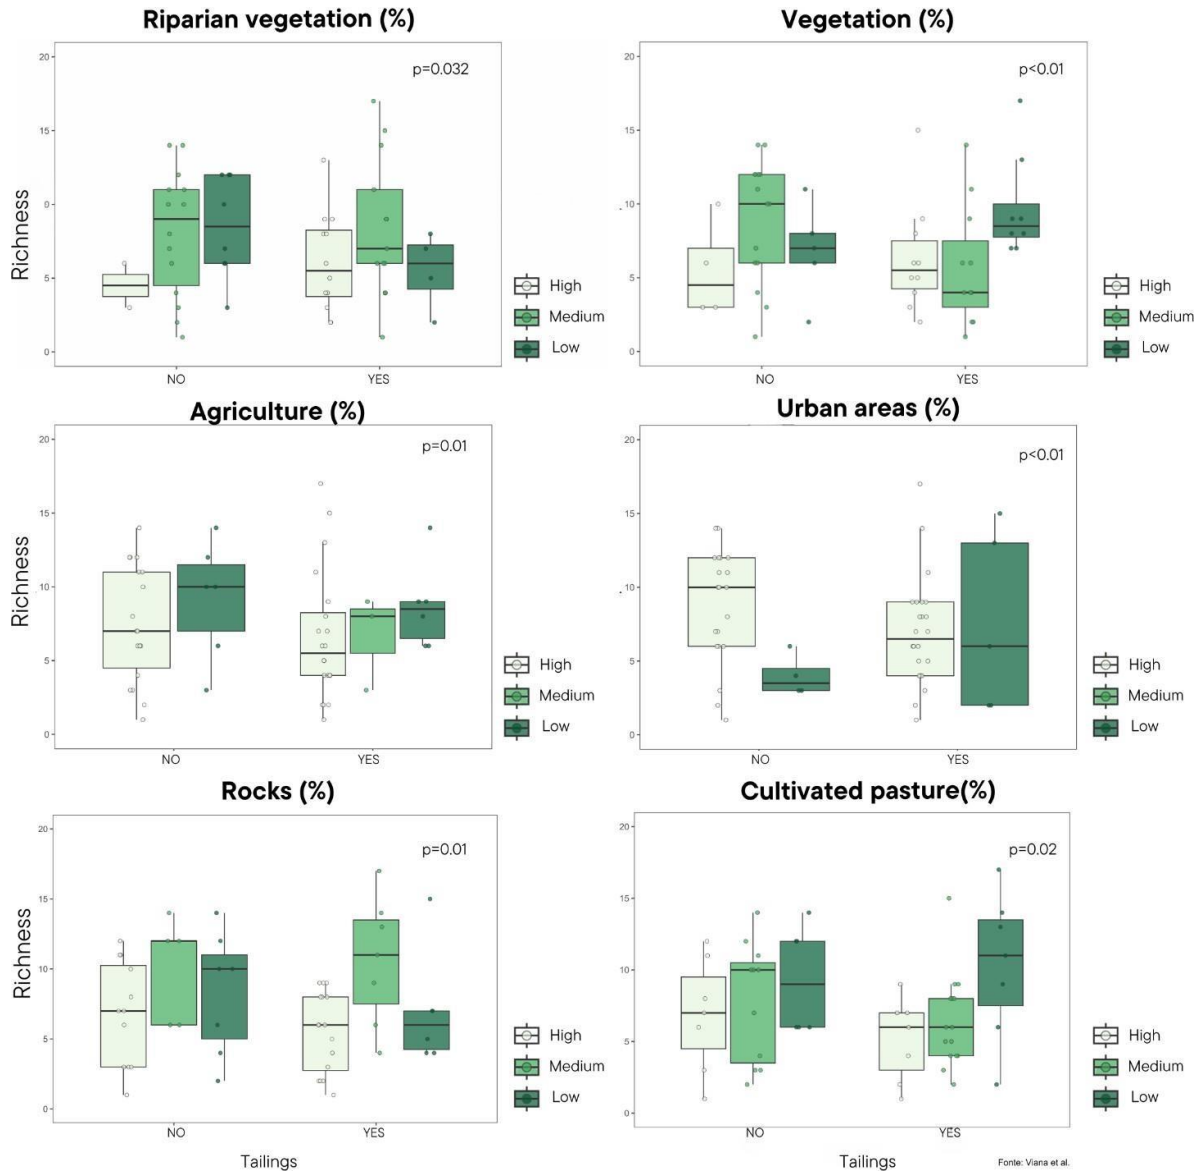 Riparian vegetation (%)
Vegetation (%)
20
15
0
5
0
Richness
p=0.032
High
Medium
Low
NO
YES
20
15
10
5
0
p<0.01
High
Medium
Low
NO
YES
Agriculture (%)
Urban areas (%)
20
15
10
5
0
Richness
p=0.01
High
Medium
Low
NO
YES
20
15
10
5
0
p<0.01
High
Medium
Low
NO
YES
Rocks (%)
Cultivated pasture(%)
20
15
10
5
0
Richness
p=0.01
High
Medium
Low
NO
YES
Tailings
20
15
10
5
0
p=0.02
High
Medium
Low
NO
YES
Tailings
Fonte: Viana et al.